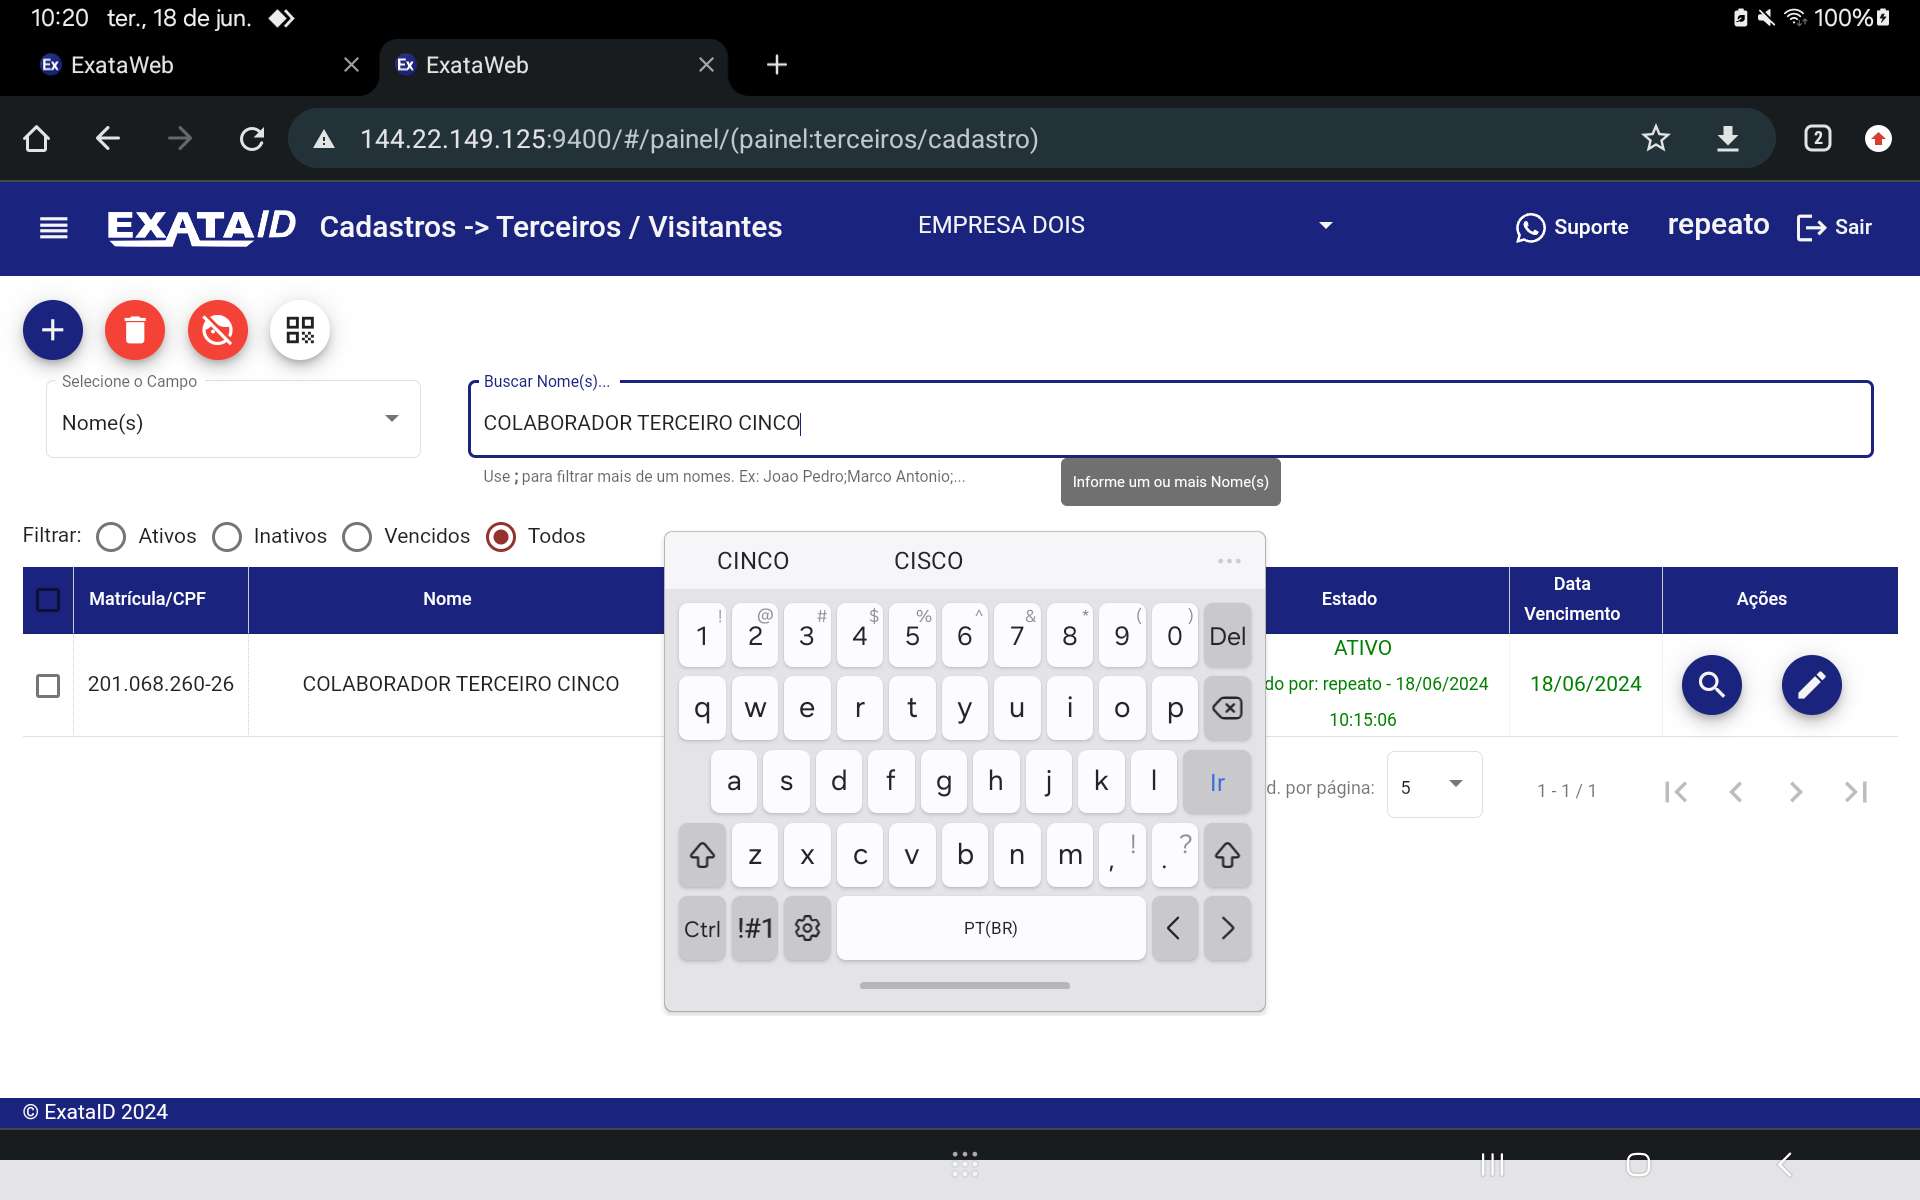 10:20 ter., 18 de jun. 100%
Ex ExataWeb Ex ExataWeb
144.22.149.125:9400/#/painel/(painel:terceiros/cadastro) 2
EXATAID Cadastros -> Terceiros / Visitantes EMPRESA DOIS Suporte repeato Sair
Selecione o Campo
Nome(s)
Buscar Nome(s)...
COLABORADOR TERCEIRO CINCO
Use ; para filtrar mais de um nomes. Ex: Joao Pedro;Marco Antonio;...
Informe um ou mais Nome(s)
Filtrar: Ativos Inativos Vencidos Todos
Matrícula/CPF Nome Estado Data Vencimento Ações
201.068.260-26 COLABORADOR TERCEIRO CINCO
ATIVO
do por: repeato - 18/06/2024
10:15:06
18/06/2024
d. por página: 5 1 - 1 / 1
CINCO CISCO ...
! @ # $ % ^ & * ( )
1 2 3 4 5 6 7 8 9 0 Del
q w e r t y u i o p
a s d f g h j k l Ir
z x c v b n m , ! . ?
Ctrl !#1 PT(BR) < >
© ExataID 2024